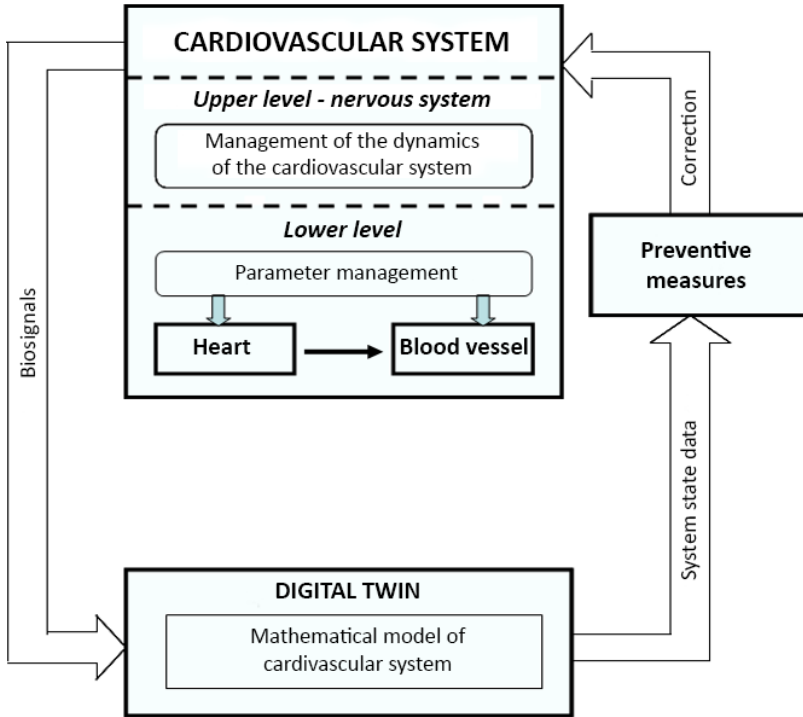 CARDIOVASCULAR SYSTEM
Upper level - nervous system
Management of the dynamics
of the cardiovascular system
Lower level
Parameter management
Heart
Blood vessel
Biosignals
Correction
Preventive
measures
System state data
DIGITAL TWIN
Mathematical model of
cardivascular system